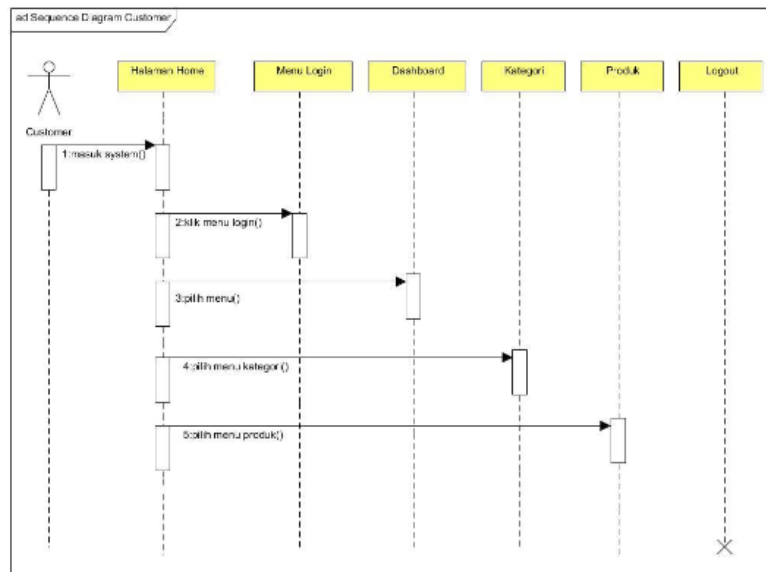 ad Sequence Diagram Customer
Halaman Home
Menu Login
Dashboard
Kategori
Produk
Logout
Customer
1:masuk system()
2:klik menu login()
3:pilih menu()
4:pilih menu kategori()
5:pilih menu produk()